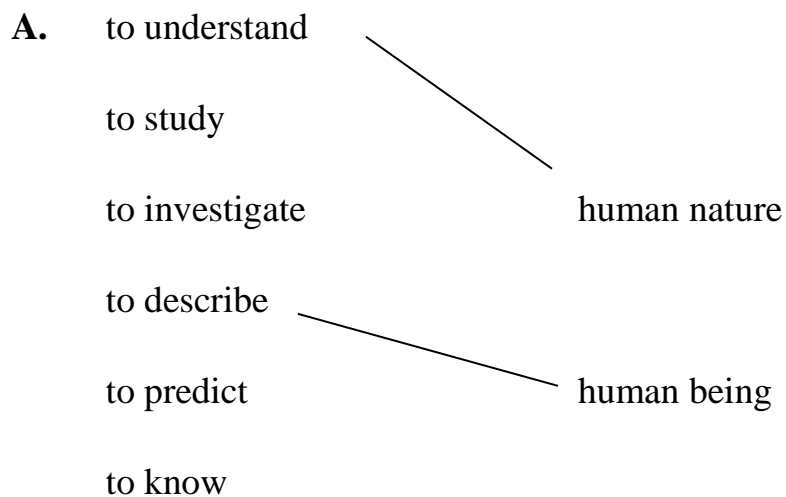 A. to understand
to study
to investigate human nature
to describe
to predict human being
to know